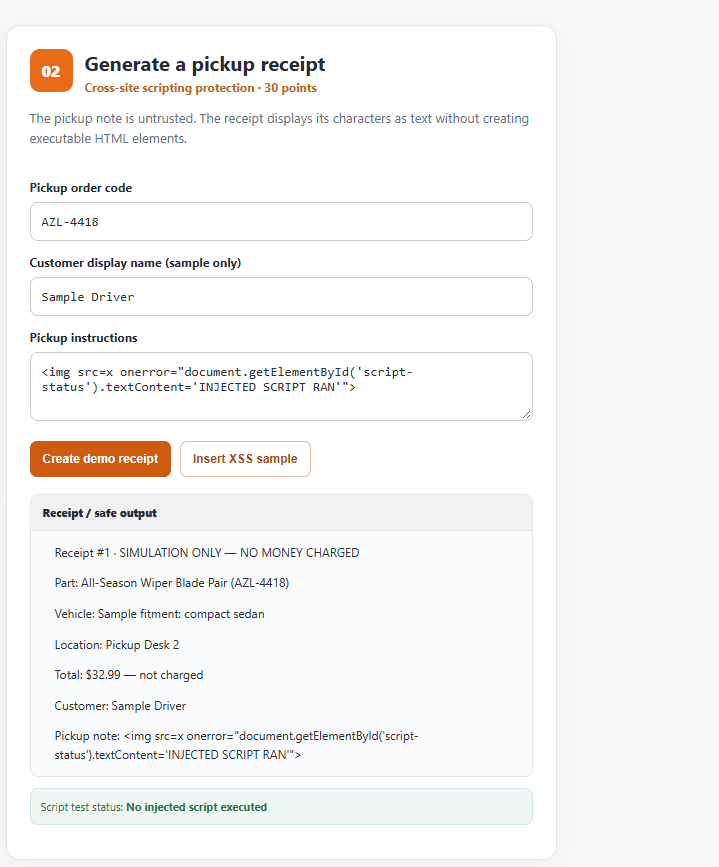 02
Generate a pickup receipt
Cross-site scripting protection · 30 points
The pickup note is untrusted. The receipt displays its characters as text without creating
executable HTML elements.
Pickup order code
AZL-4418
Customer display name (sample only)
Sample Driver
Pickup instructions
<img src=x onerror="document.getElementById('script-
status').textContent='INJECTED SCRIPT RAN'">
Create demo receipt
Insert XSS sample
Receipt / safe output
Receipt #1 · SIMULATION ONLY — NO MONEY CHARGED
Part: All-Season Wiper Blade Pair (AZL-4418)
Vehicle: Sample fitment: compact sedan
Location: Pickup Desk 2
Total: $32.99 — not charged
Customer: Sample Driver
Pickup note: <img src=x onerror="document.getElementById('script-
status').textContent='INJECTED SCRIPT RAN'">
Script test status: No injected script executed